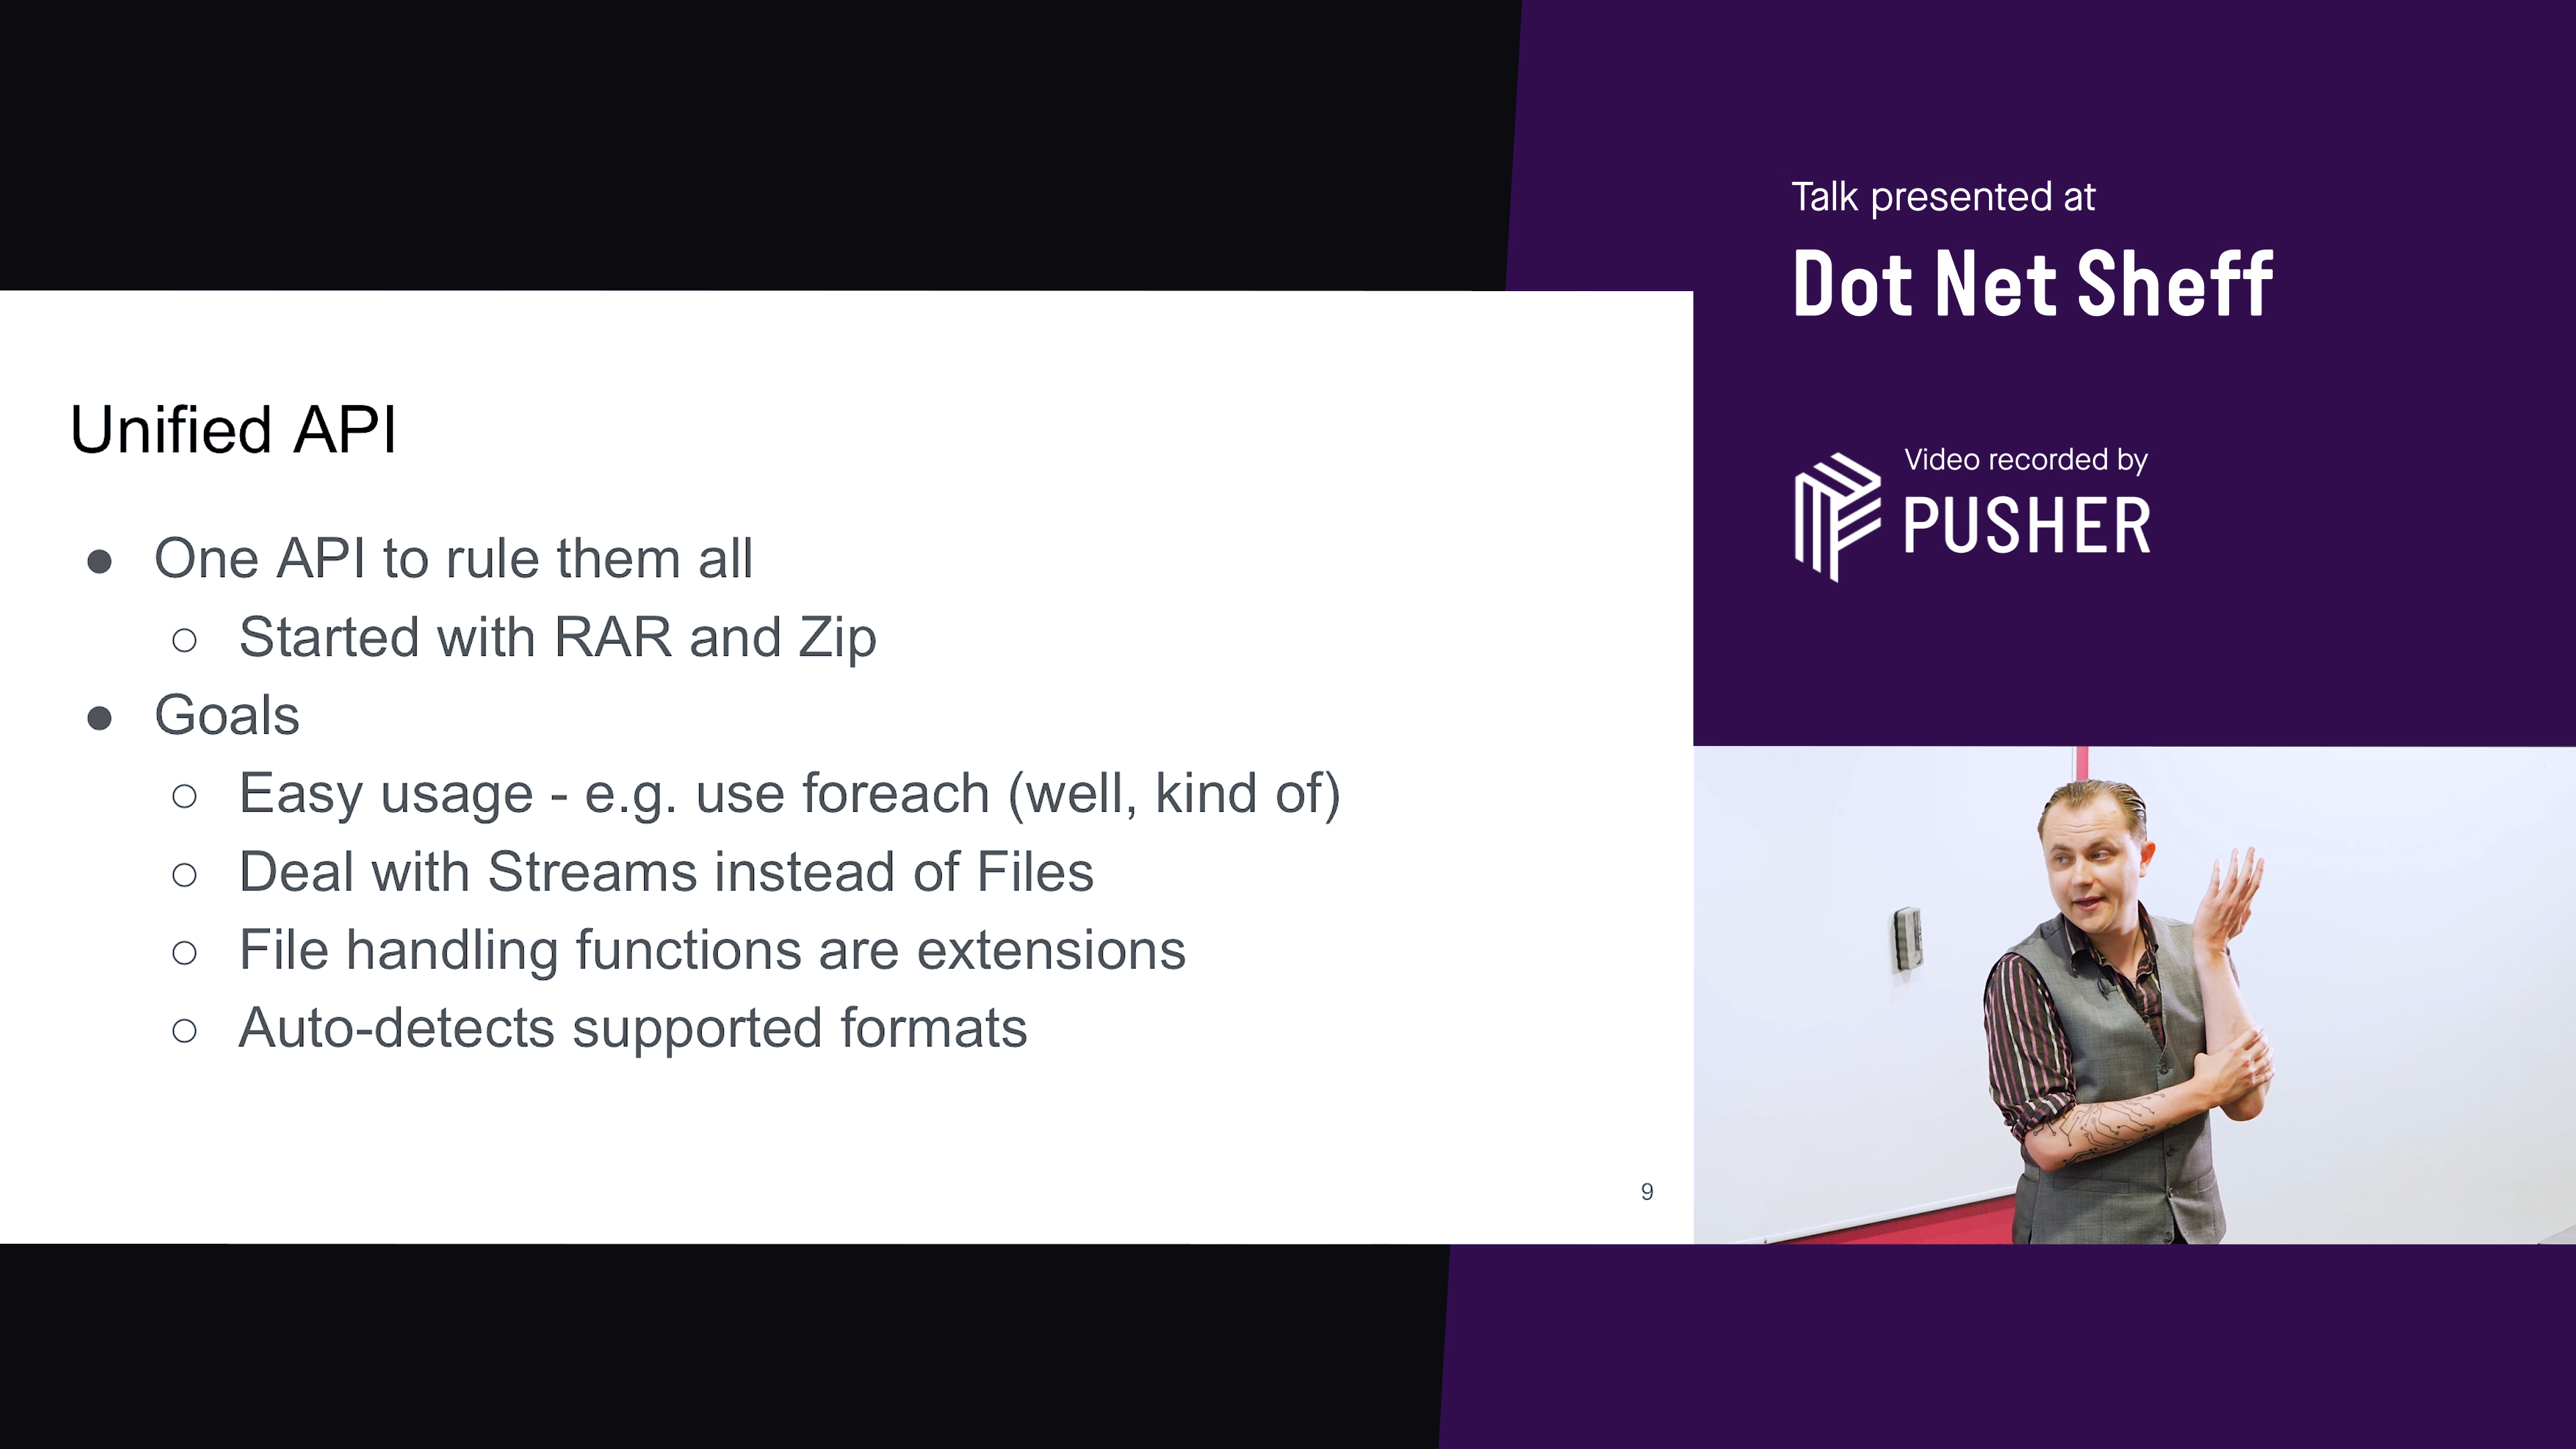 Unified API
● One API to rule them all
○ Started with RAR and Zip
● Goals
○ Easy usage - e.g. use foreach (well, kind of)
○ Deal with Streams instead of Files
○ File handling functions are extensions
○ Auto-detects supported formats
9
Talk presented at
Dot Net Sheff
Video recorded by
PUSHER